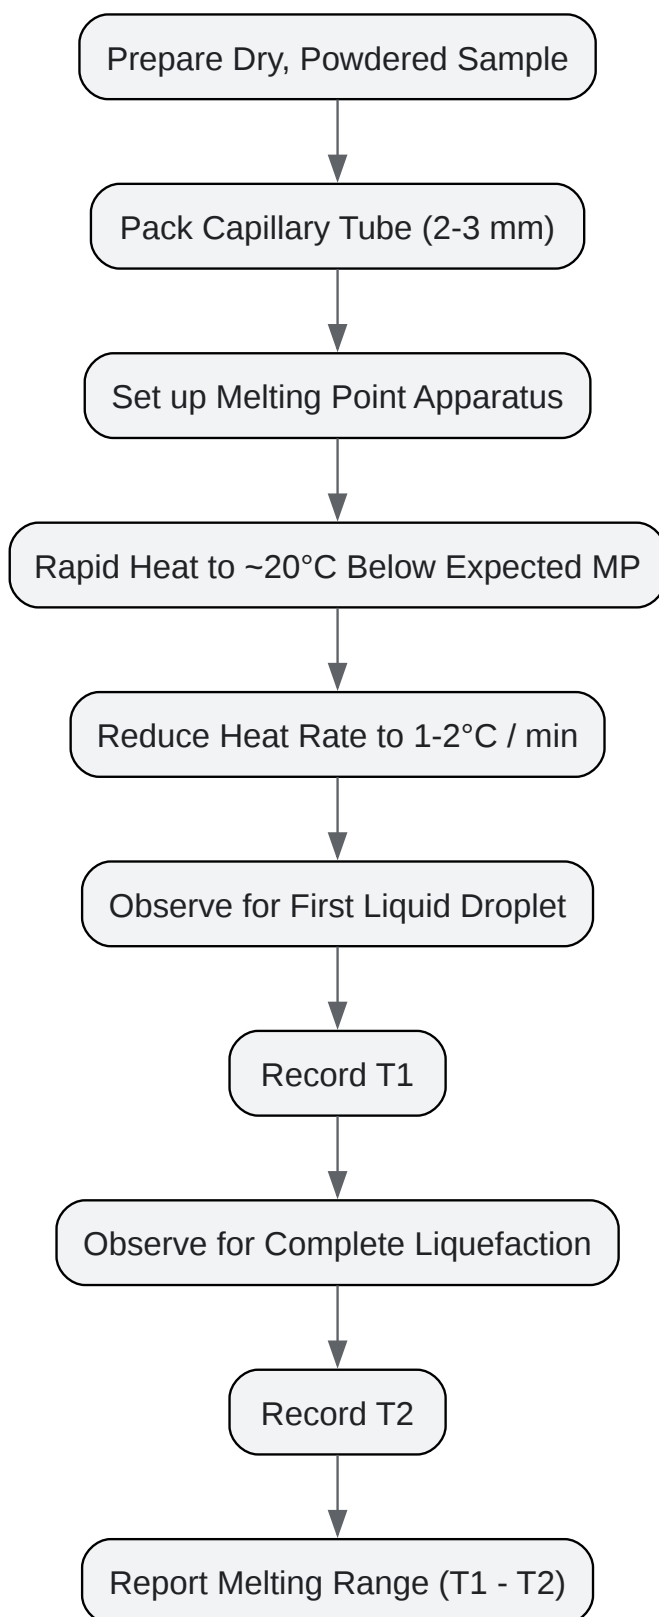 Prepare Dry, Powdered Sample
Pack Capillary Tube (2-3 mm)
Set up Melting Point Apparatus
Rapid Heat to ~20°C Below Expected MP
Reduce Heat Rate to 1-2°C / min
Observe for First Liquid Droplet
Record T1
Observe for Complete Liquefaction
Record T2
Report Melting Range (T1 - T2)